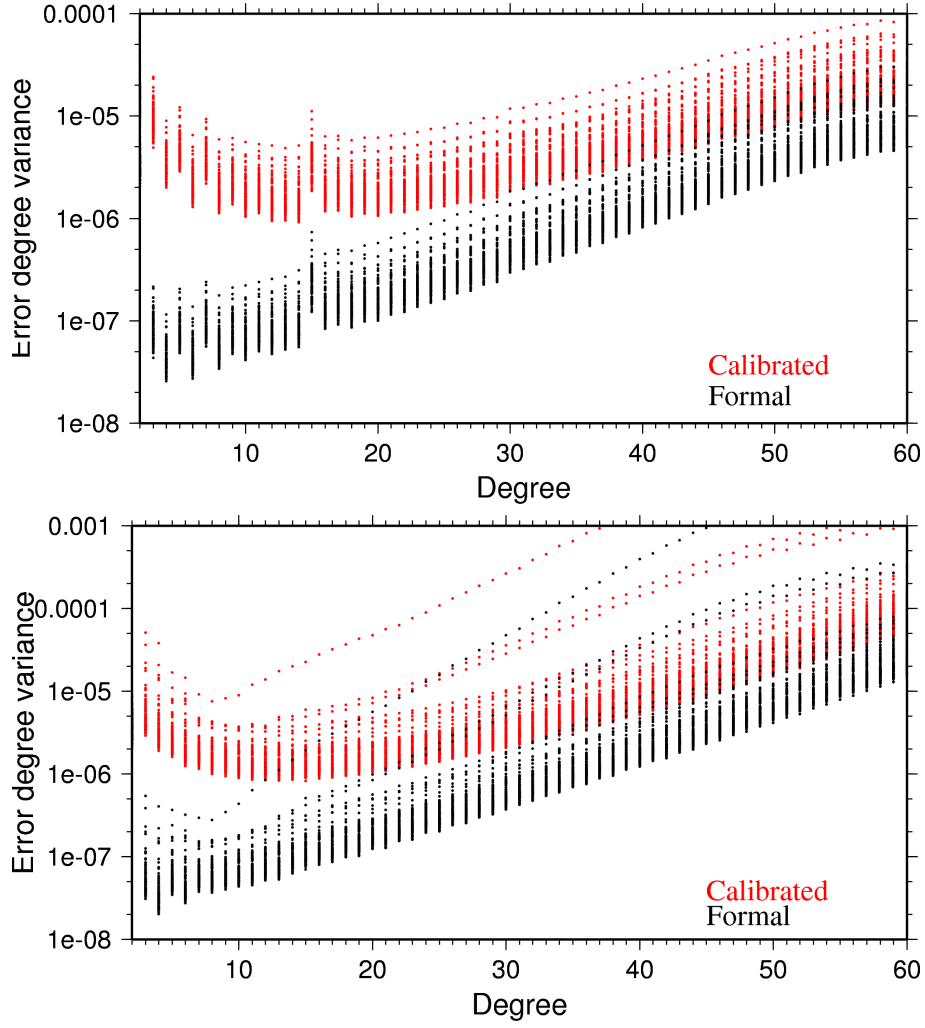 0.0001
1e-05
1e-06
1e-07
1e-08
Error degree variance
Calibrated
Formal
10 20 30 40 50 60
Degree
0.001
0.0001
1e-05
1e-06
1e-07
1e-08
Error degree variance
Calibrated
Formal
10 20 30 40 50 60
Degree